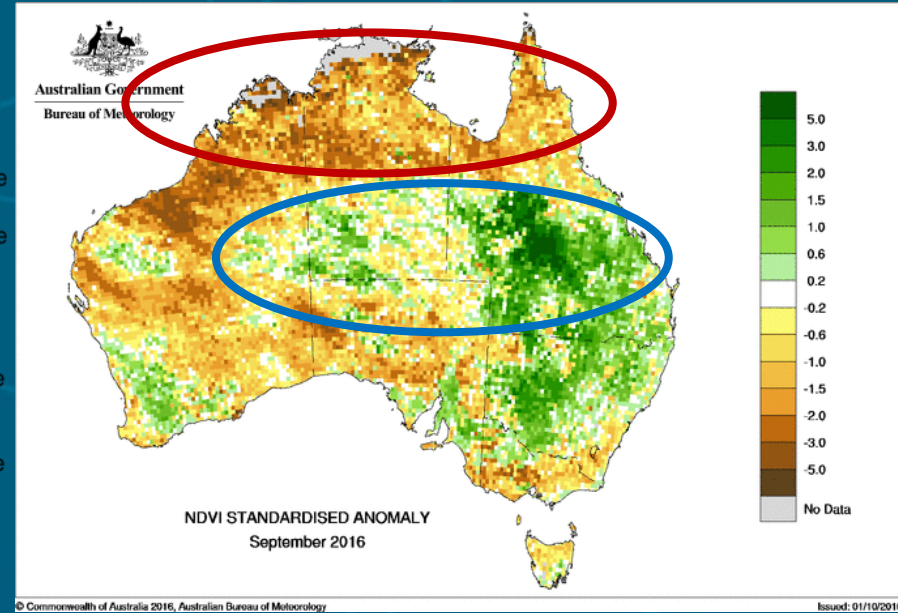 Australian Government
Bureau of Meteorology
e
e
e
e
5.0
3.0
2.0
1.5
1.0
0.6
0.2
-0.2
-0.6
-1.0
-1.5
-2.0
-3.0
-5.0
No Data
NDVI STANDARDISED ANOMALY
September 2016
© Commonwealth of Australia 2016, Australian Bureau of Meteorology
Issued: 01/10/2016